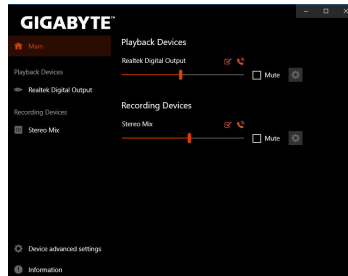 GIGABYTE™
Main
Playback Devices
Realtek Digital Output
Recording Devices
Stereo Mix
Device advanced settings
Information
Playback Devices
Realtek Digital Output
Mute
Recording Devices
Stereo Mix
Mute